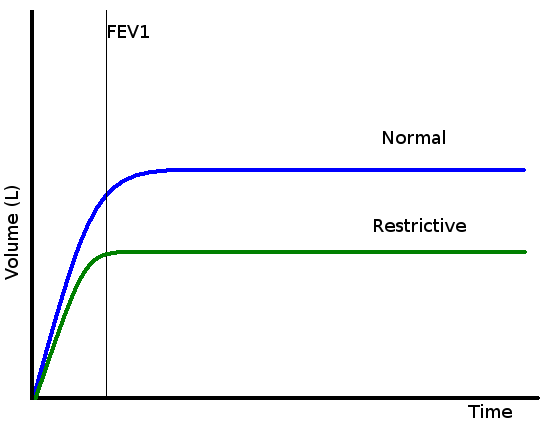 FEV1
Normal
Restrictive
Volume (L)
Time